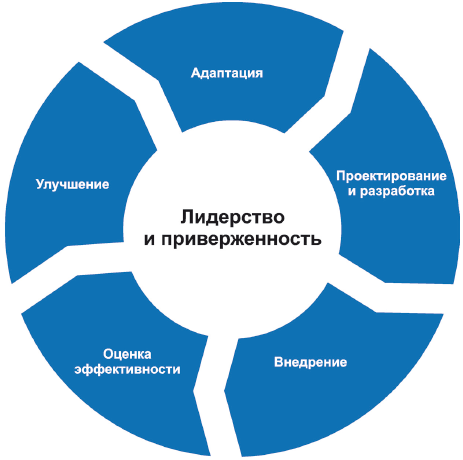 Адаптация
Проектирование
и разработка
Внедрение
Оценка
эффективности
Улучшение
Лидерство
и приверженность